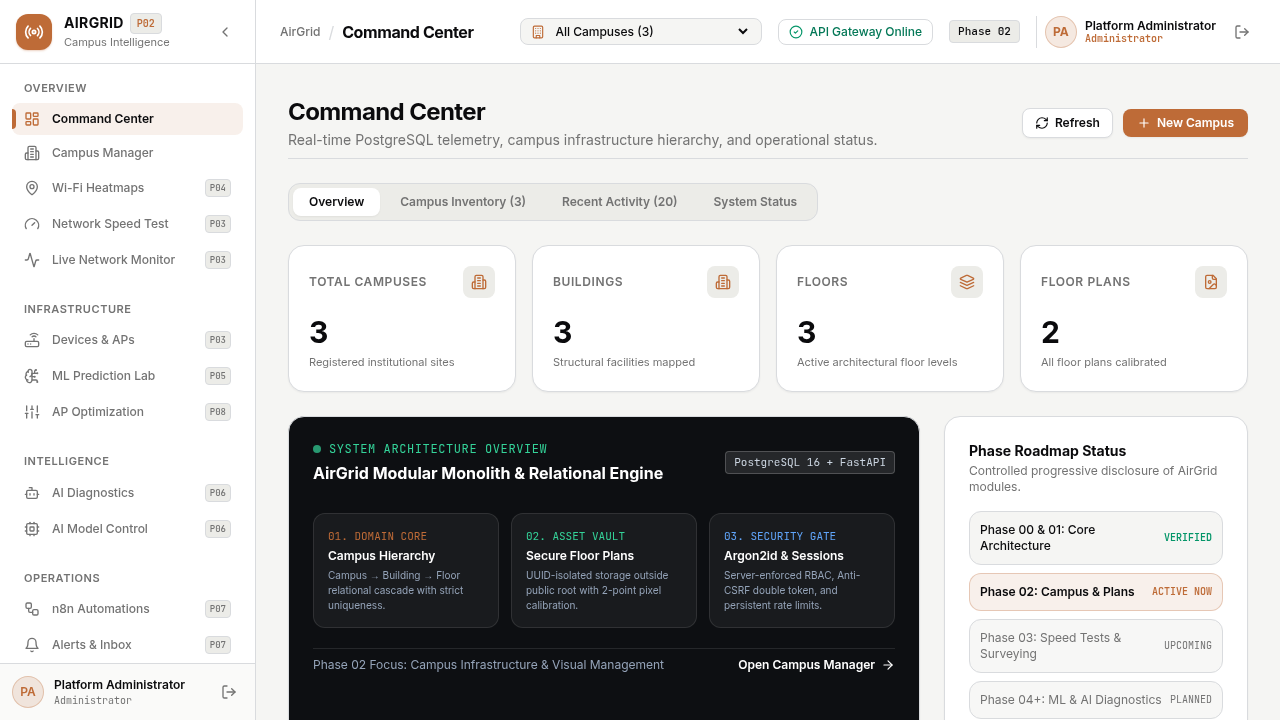 AIRGRID P02
Campus Intelligence
OVERVIEW
Command Center
Campus Manager
Wi-Fi Heatmaps P04
Network Speed Test P03
Live Network Monitor P03
INFRASTRUCTURE
Devices & APs P03
ML Prediction Lab P05
AP Optimization P08
INTELLIGENCE
AI Diagnostics P06
AI Model Control P06
OPERATIONS
n8n Automations P07
Alerts & Inbox P07
PA Platform Administrator
Administrator
AirGrid / Command Center
All Campuses (3)
API Gateway Online
Phase 02
PA Platform Administrator
Administrator
Command Center
Real-time PostgreSQL telemetry, campus infrastructure hierarchy, and operational status.
Refresh
New Campus
Overview
Campus Inventory (3)
Recent Activity (20)
System Status
TOTAL CAMPUSES
3
Registered institutional sites
BUILDINGS
3
Structural facilities mapped
FLOORS
3
Active architectural floor levels
FLOOR PLANS
2
All floor plans calibrated
SYSTEM ARCHITECTURE OVERVIEW
AirGrid Modular Monolith & Relational Engine
PostgreSQL 16 + FastAPI
01. DOMAIN CORE
Campus Hierarchy
Campus → Building → Floor
relational cascade with strict
uniqueness.
02. ASSET VAULT
Secure Floor Plans
UUID-isolated storage outside
public root with 2-point pixel
calibration.
03. SECURITY GATE
Argon2id & Sessions
Server-enforced RBAC, Anti-
CSRF double token, and
persistent rate limits.
Phase 02 Focus: Campus Infrastructure & Visual Management
Open Campus Manager →
Phase Roadmap Status
Controlled progressive disclosure of AirGrid
modules.
Phase 00 & 01: Core
Architecture
VERIFIED
Phase 02: Campus & Plans ACTIVE NOW
Phase 03: Speed Tests &
Surveying
UPCOMING
Phase 04+: ML & AI Diagnostics PLANNED